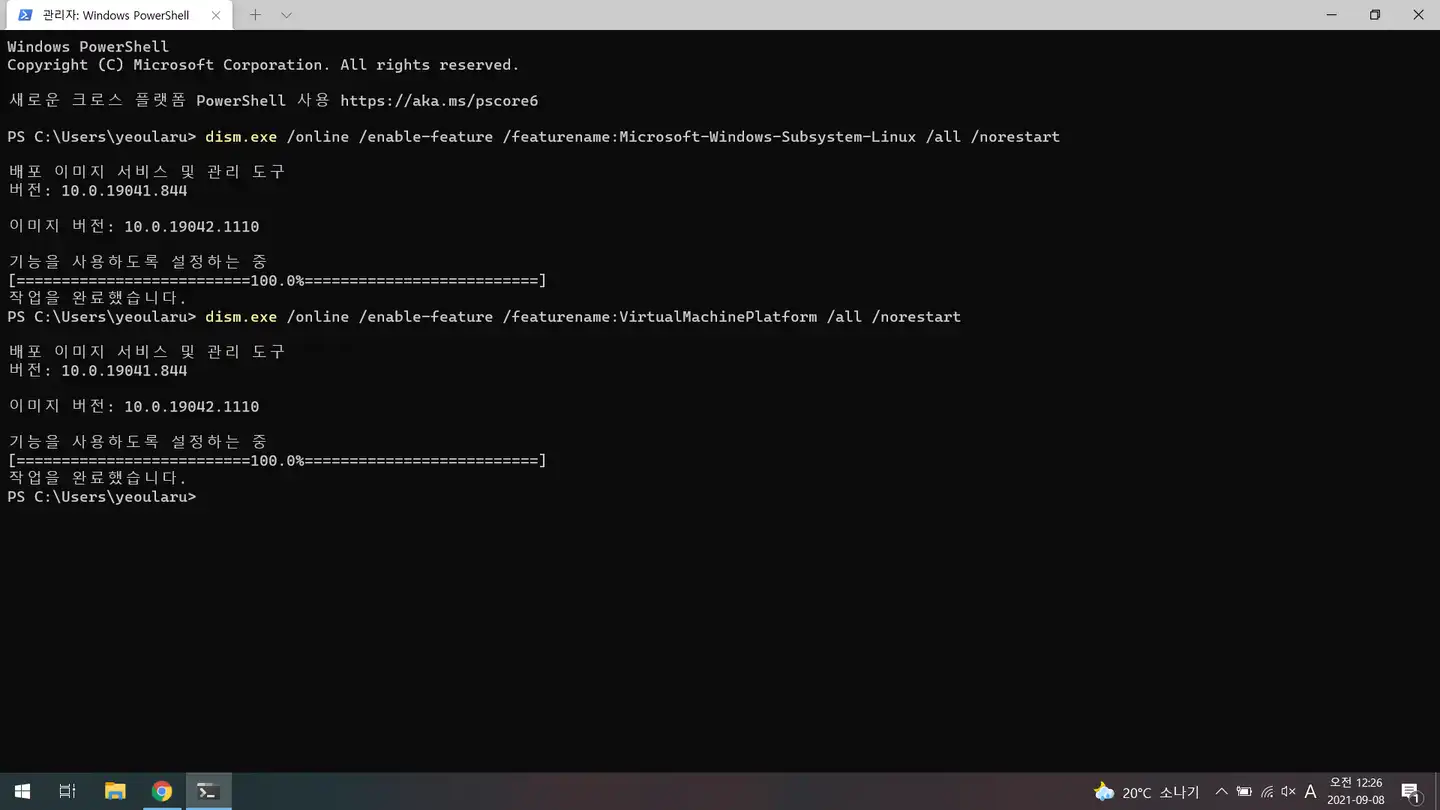 관리자: Windows PowerShell
Windows PowerShell
Copyright (C) Microsoft Corporation. All rights reserved.
새로운 크로스 플랫폼 PowerShell 사용 https://aka.ms/pscore6
PS C:\Users\yeoularu> dism.exe /online /enable-feature /featurename:Microsoft-Windows-Subsystem-Linux /all /norestart
배포 이미지 서비스 및 관리 도구
버전: 10.0.19041.844
이미지 버전: 10.0.19042.1110
기능을 사용하도록 설정하는 중
[==========================100.0%==========================]
작업을 완료했습니다.
PS C:\Users\yeoularu> dism.exe /online /enable-feature /featurename:VirtualMachinePlatform /all /norestart
배포 이미지 서비스 및 관리 도구
버전: 10.0.19041.844
이미지 버전: 10.0.19042.1110
기능을 사용하도록 설정하는 중
[==========================100.0%==========================]
작업을 완료했습니다.
PS C:\Users\yeoularu>
20°C 소나기
A
오전 12:26
2021-09-08
1